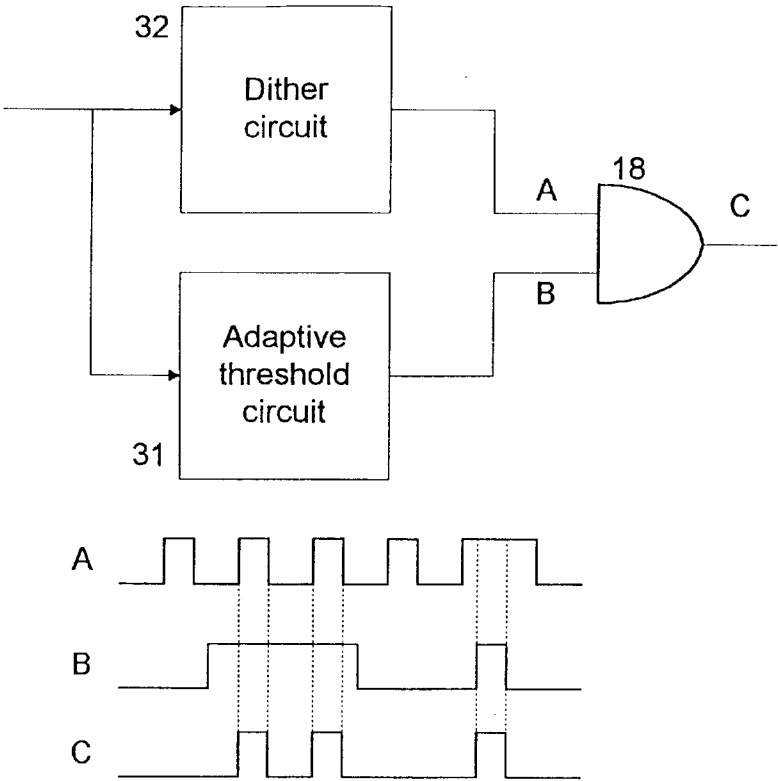 32
Dither
circuit
18
A
C
B
Adaptive
threshold
circuit
31
A
B
C